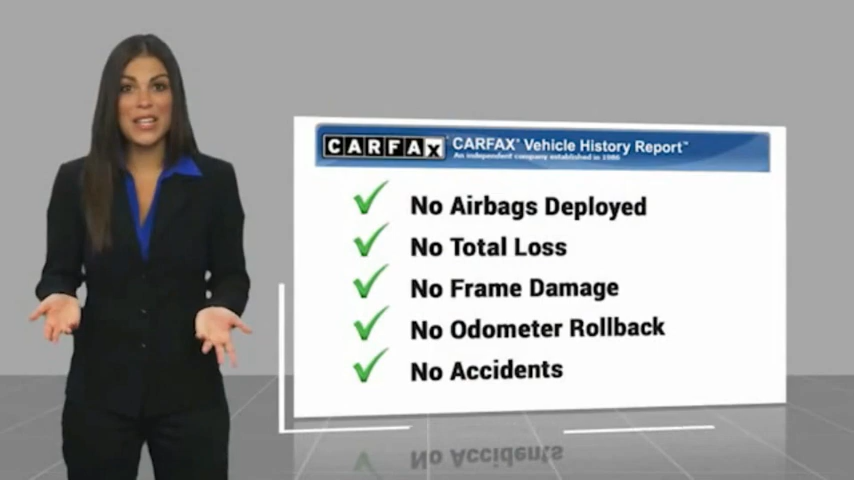 CARFAX CARFAX® Vehicle History Report™
An independent company established in 1986
No Airbags Deployed
No Total Loss
No Frame Damage
No Odometer Rollback
No Accidents
No Accidents